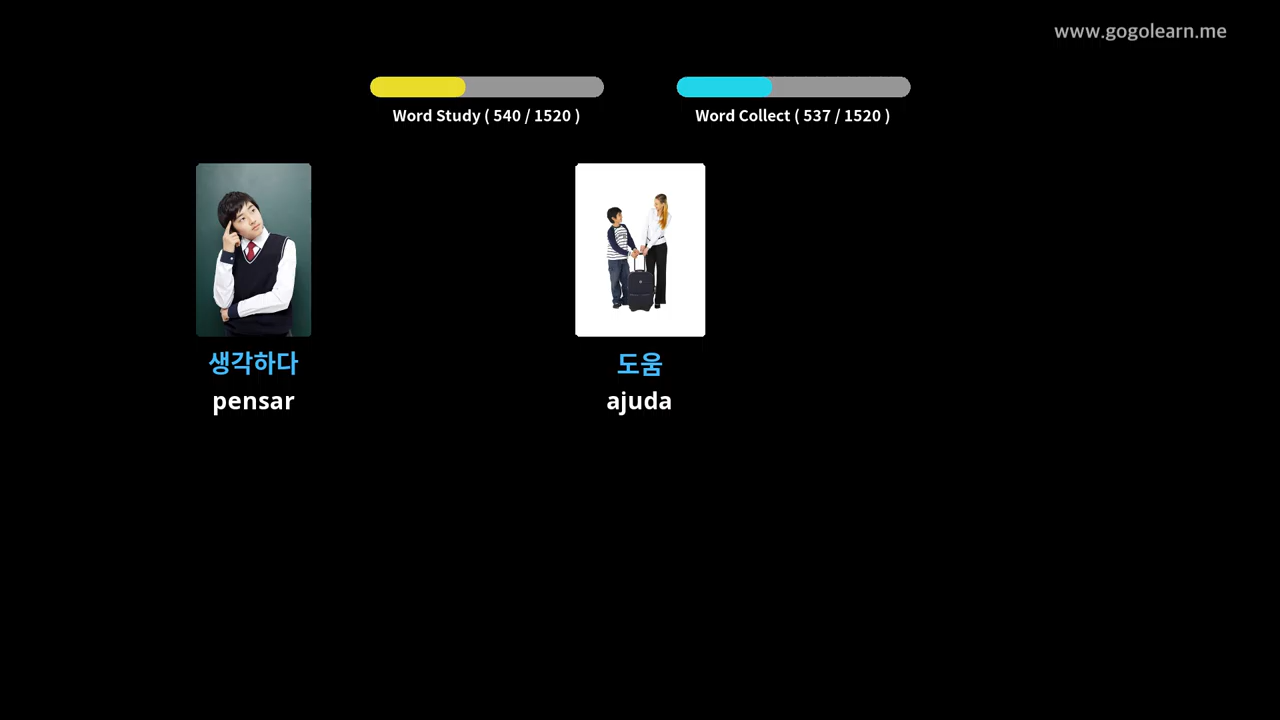 www.gogolearn.me
Word Study ( 540 / 1520 )
Word Collect ( 537 / 1520 )
생각하다
pensar
도움
ajuda